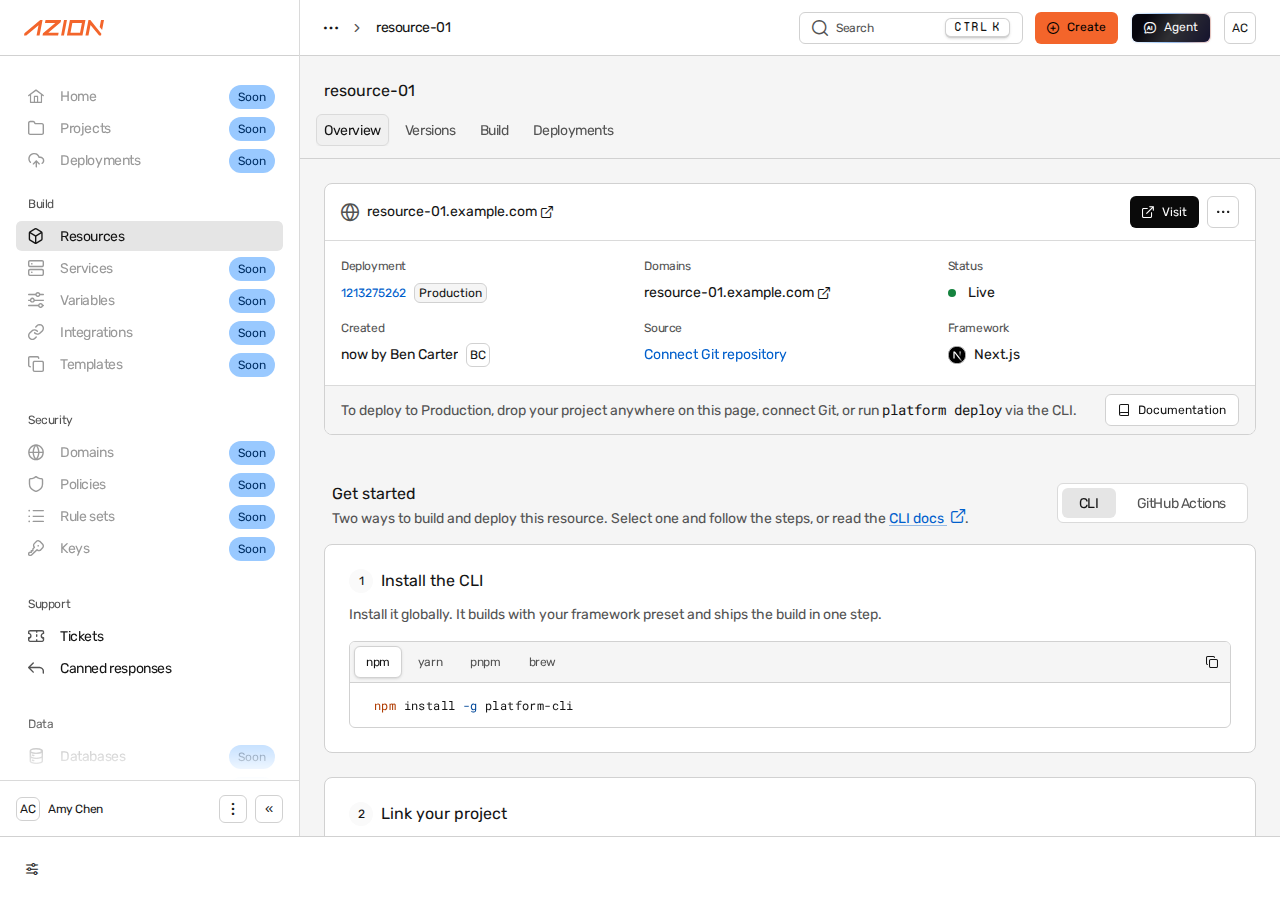 AZION
resource-01
Search
CTRL K
Create
AI
Agent
AC
Home
Soon
Projects
Soon
Deployments
Soon
Build
Resources
Services
Soon
Variables
Soon
Integrations
Soon
Templates
Soon
Security
Domains
Soon
Policies
Soon
Rule sets
Soon
Keys
Soon
Support
Tickets
Canned responses
Data
Databases
Soon
AC
Amy Chen
resource-01
Overview
Versions
Build
Deployments
resource-01.example.com
Visit
Deployment
Domains
Status
1213275262
Production
resource-01.example.com
Live
Created
Source
Framework
now by Ben Carter
BC
Connect Git repository
N
Next.js
To deploy to Production, drop your project anywhere on this page, connect Git, or run platform deploy via the CLI.
Documentation
Get started
Two ways to build and deploy this resource. Select one and follow the steps, or read the CLI docs .
CLI
GitHub Actions
1
Install the CLI
Install it globally. It builds with your framework preset and ships the build in one step.
npm
yarn
pnpm
brew
npm install -g platform-cli
2
Link your project